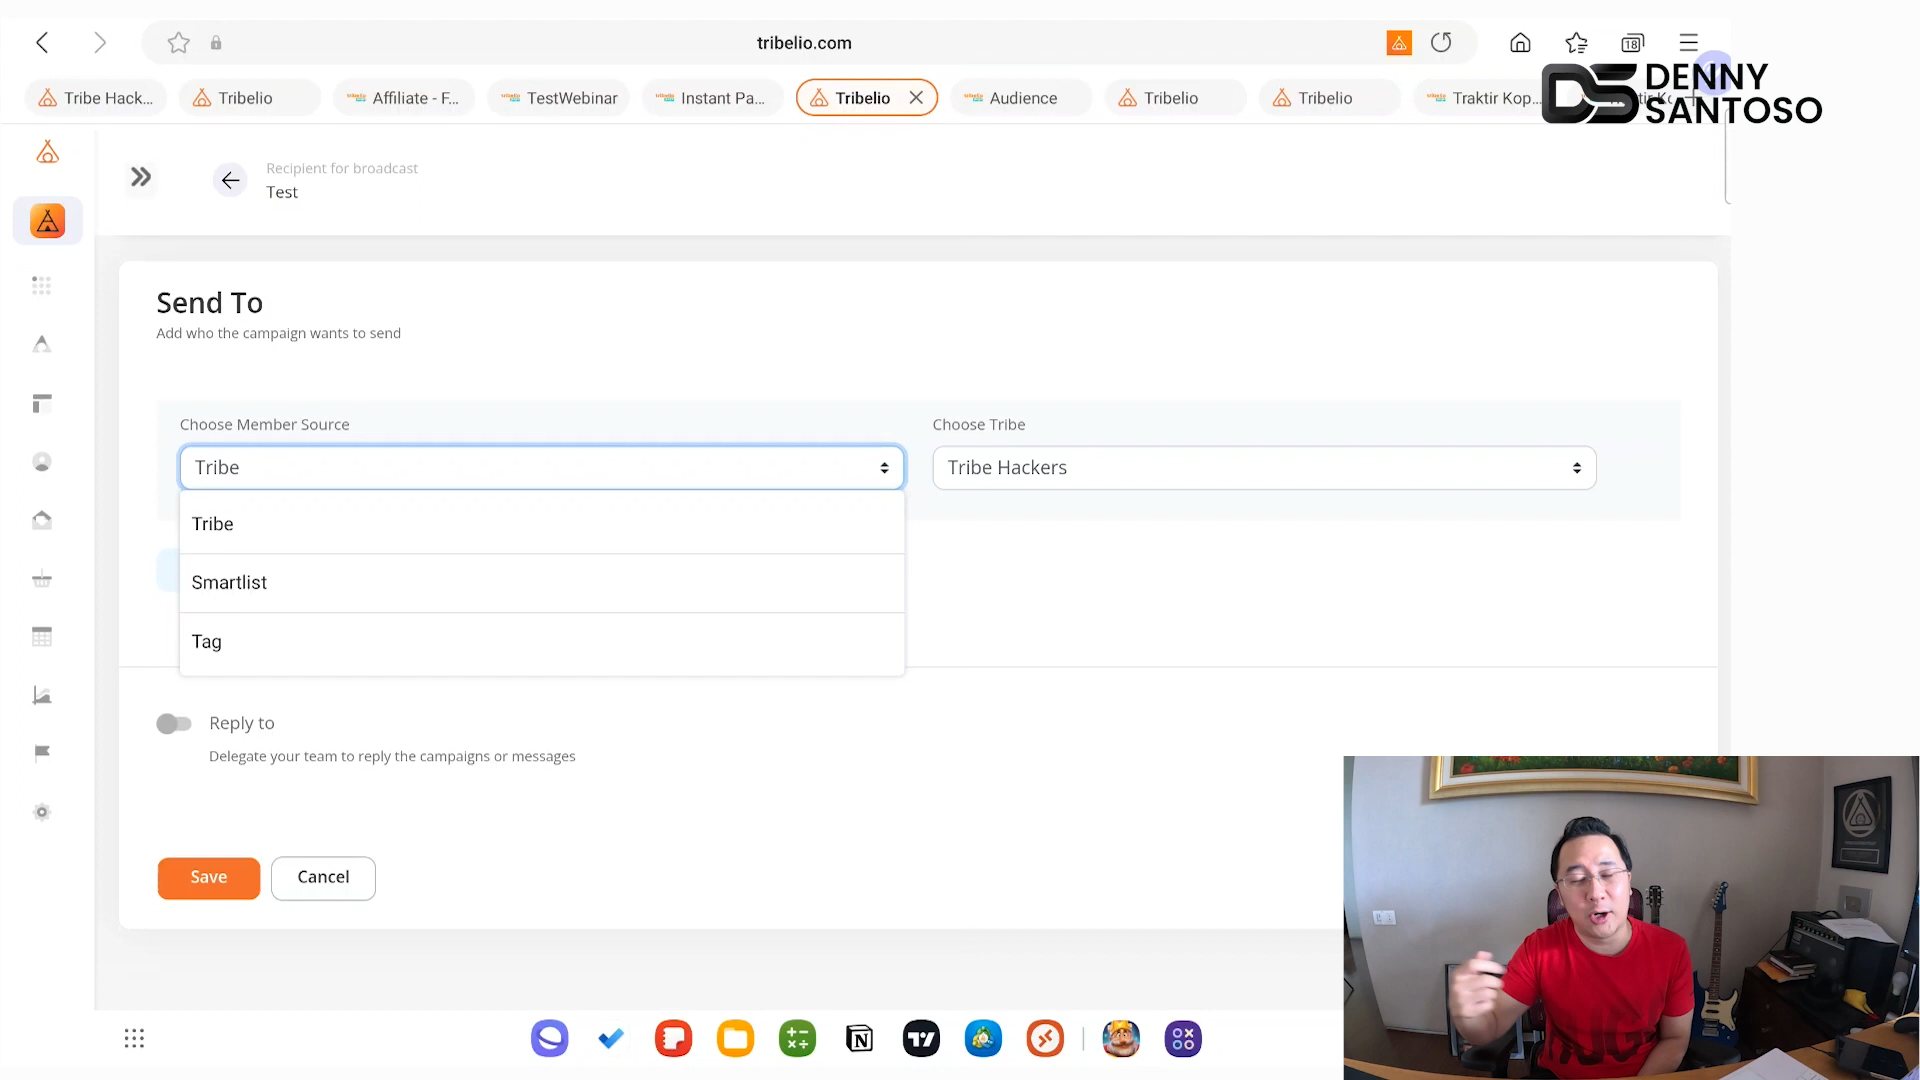 tribelio.com
18
Tribe Hack...
Tribelio
Affiliate - F...
TestWebinar
Instant Pa...
Tribelio
Audience
Tribelio
Tribelio
Traktir Kop...
DS DENNY SANTOSO
Recipient for broadcast
Test
Send To
Add who the campaign wants to send
Choose Member Source
Choose Tribe
Tribe
Tribe Hackers
Tribe
Smartlist
Tag
Reply to
Delegate your team to reply the campaigns or messages
Save
Cancel